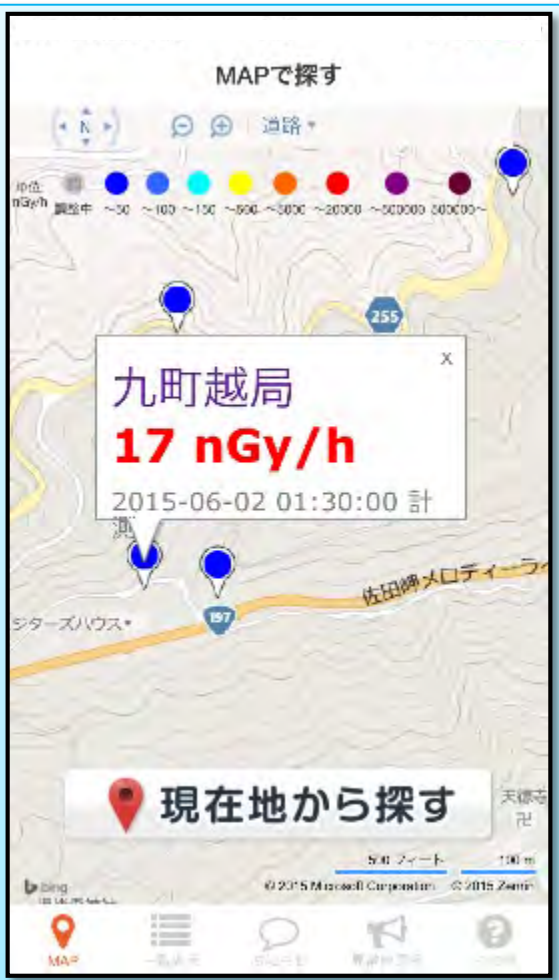 MAPで探す
N
道路
単位
nGy/h
調整中 ～50 ～100 ～150 ～500 ～5000 ～20000 ～500000 500000～
255
x
九町越局
17 nGy/h
2015-06-02 01:30:00 計
測
佐田岬メロディーライ
ジターズハウス
197
現在地から探す
天徳寺
500 フィート 100 m
bing
© 2015 Microsoft Corporation © 2015 Zenrin
MAP